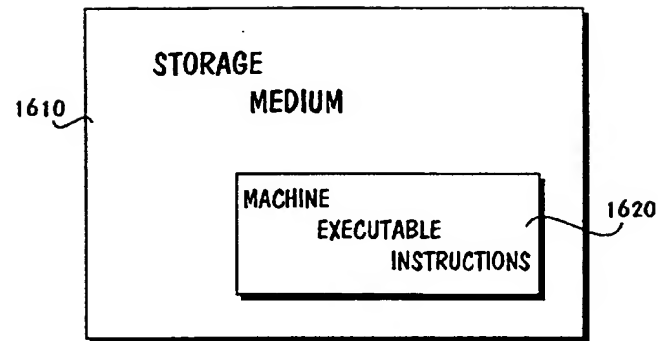 STORAGE
MEDIUM
1610
MACHINE
1620
EXECUTABLE
INSTRUCTIONS